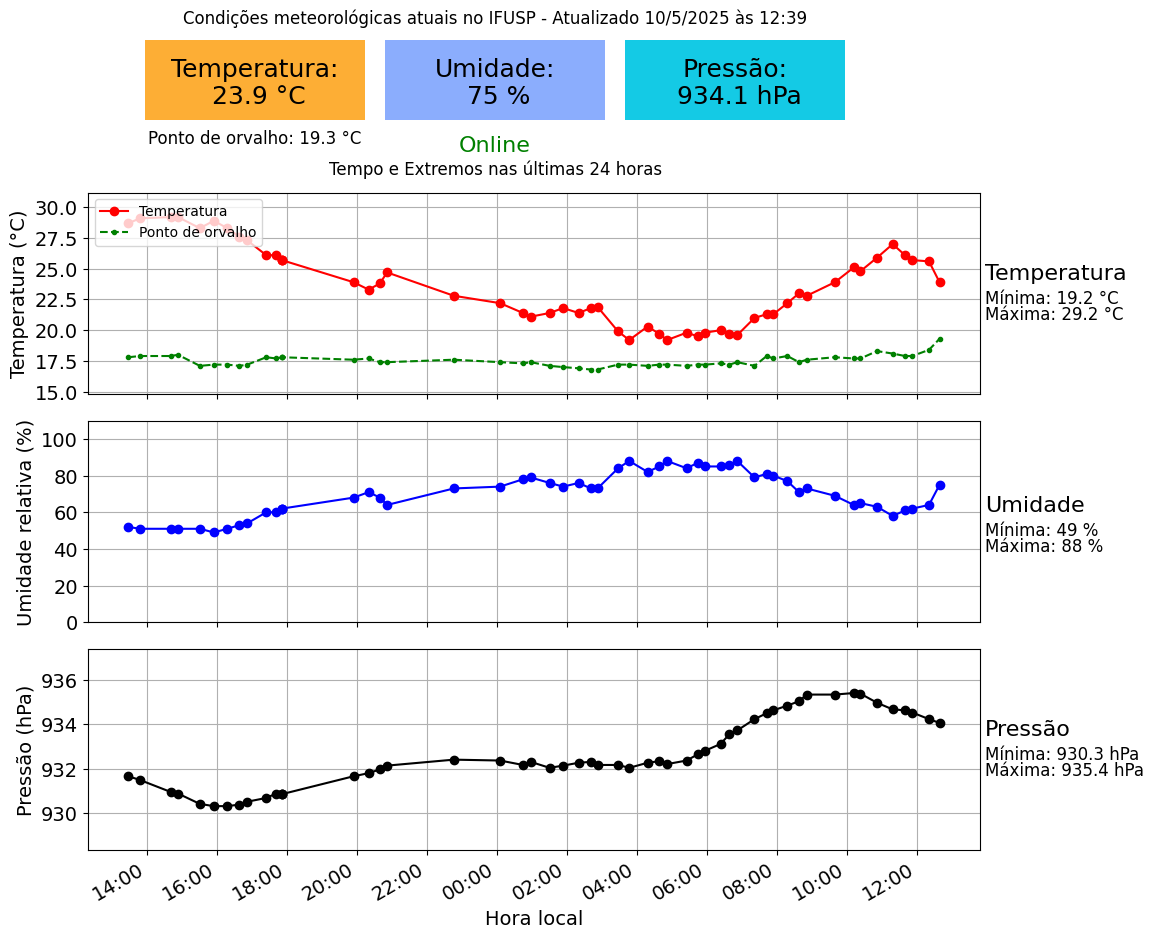 Condições meteorológicas atuais no IFUSP - Atualizado 10/5/2025 às 12:39
Temperatura:
23.9 °C
Umidade:
75 %
Pressão:
934.1 hPa
Ponto de orvalho: 19.3 °C
Online
Tempo e Extremos nas últimas 24 horas
Temperatura (°C)
30.0
27.5
25.0
22.5
20.0
17.5
15.0
Temperatura
Ponto de orvalho
Temperatura
Mínima: 19.2 °C
Máxima: 29.2 °C
Umidade relativa (%)
100
80
60
40
20
0
Umidade
Mínima: 49 %
Máxima: 88 %
Pressão (hPa)
936
934
932
930
Pressão
Mínima: 930.3 hPa
Máxima: 935.4 hPa
14:00
16:00
18:00
20:00
22:00
00:00
02:00
04:00
06:00
08:00
10:00
12:00
Hora local